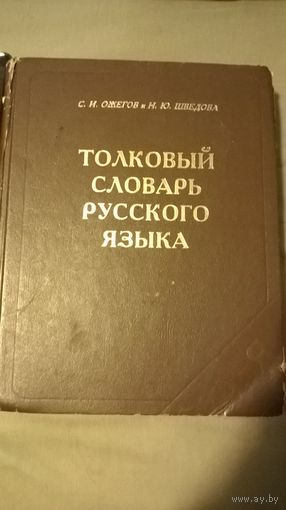 С. И. ОЖЕГОВ и Н. Ю. ШВЕДОВА
ТОЛКОВЫЙ
СЛОВАРЬ
РУССКОГО
ЯЗЫКА
www.ay.by